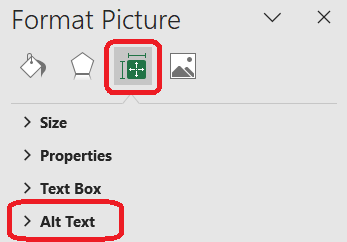 Format Picture
Size
Properties
Text Box
Alt Text